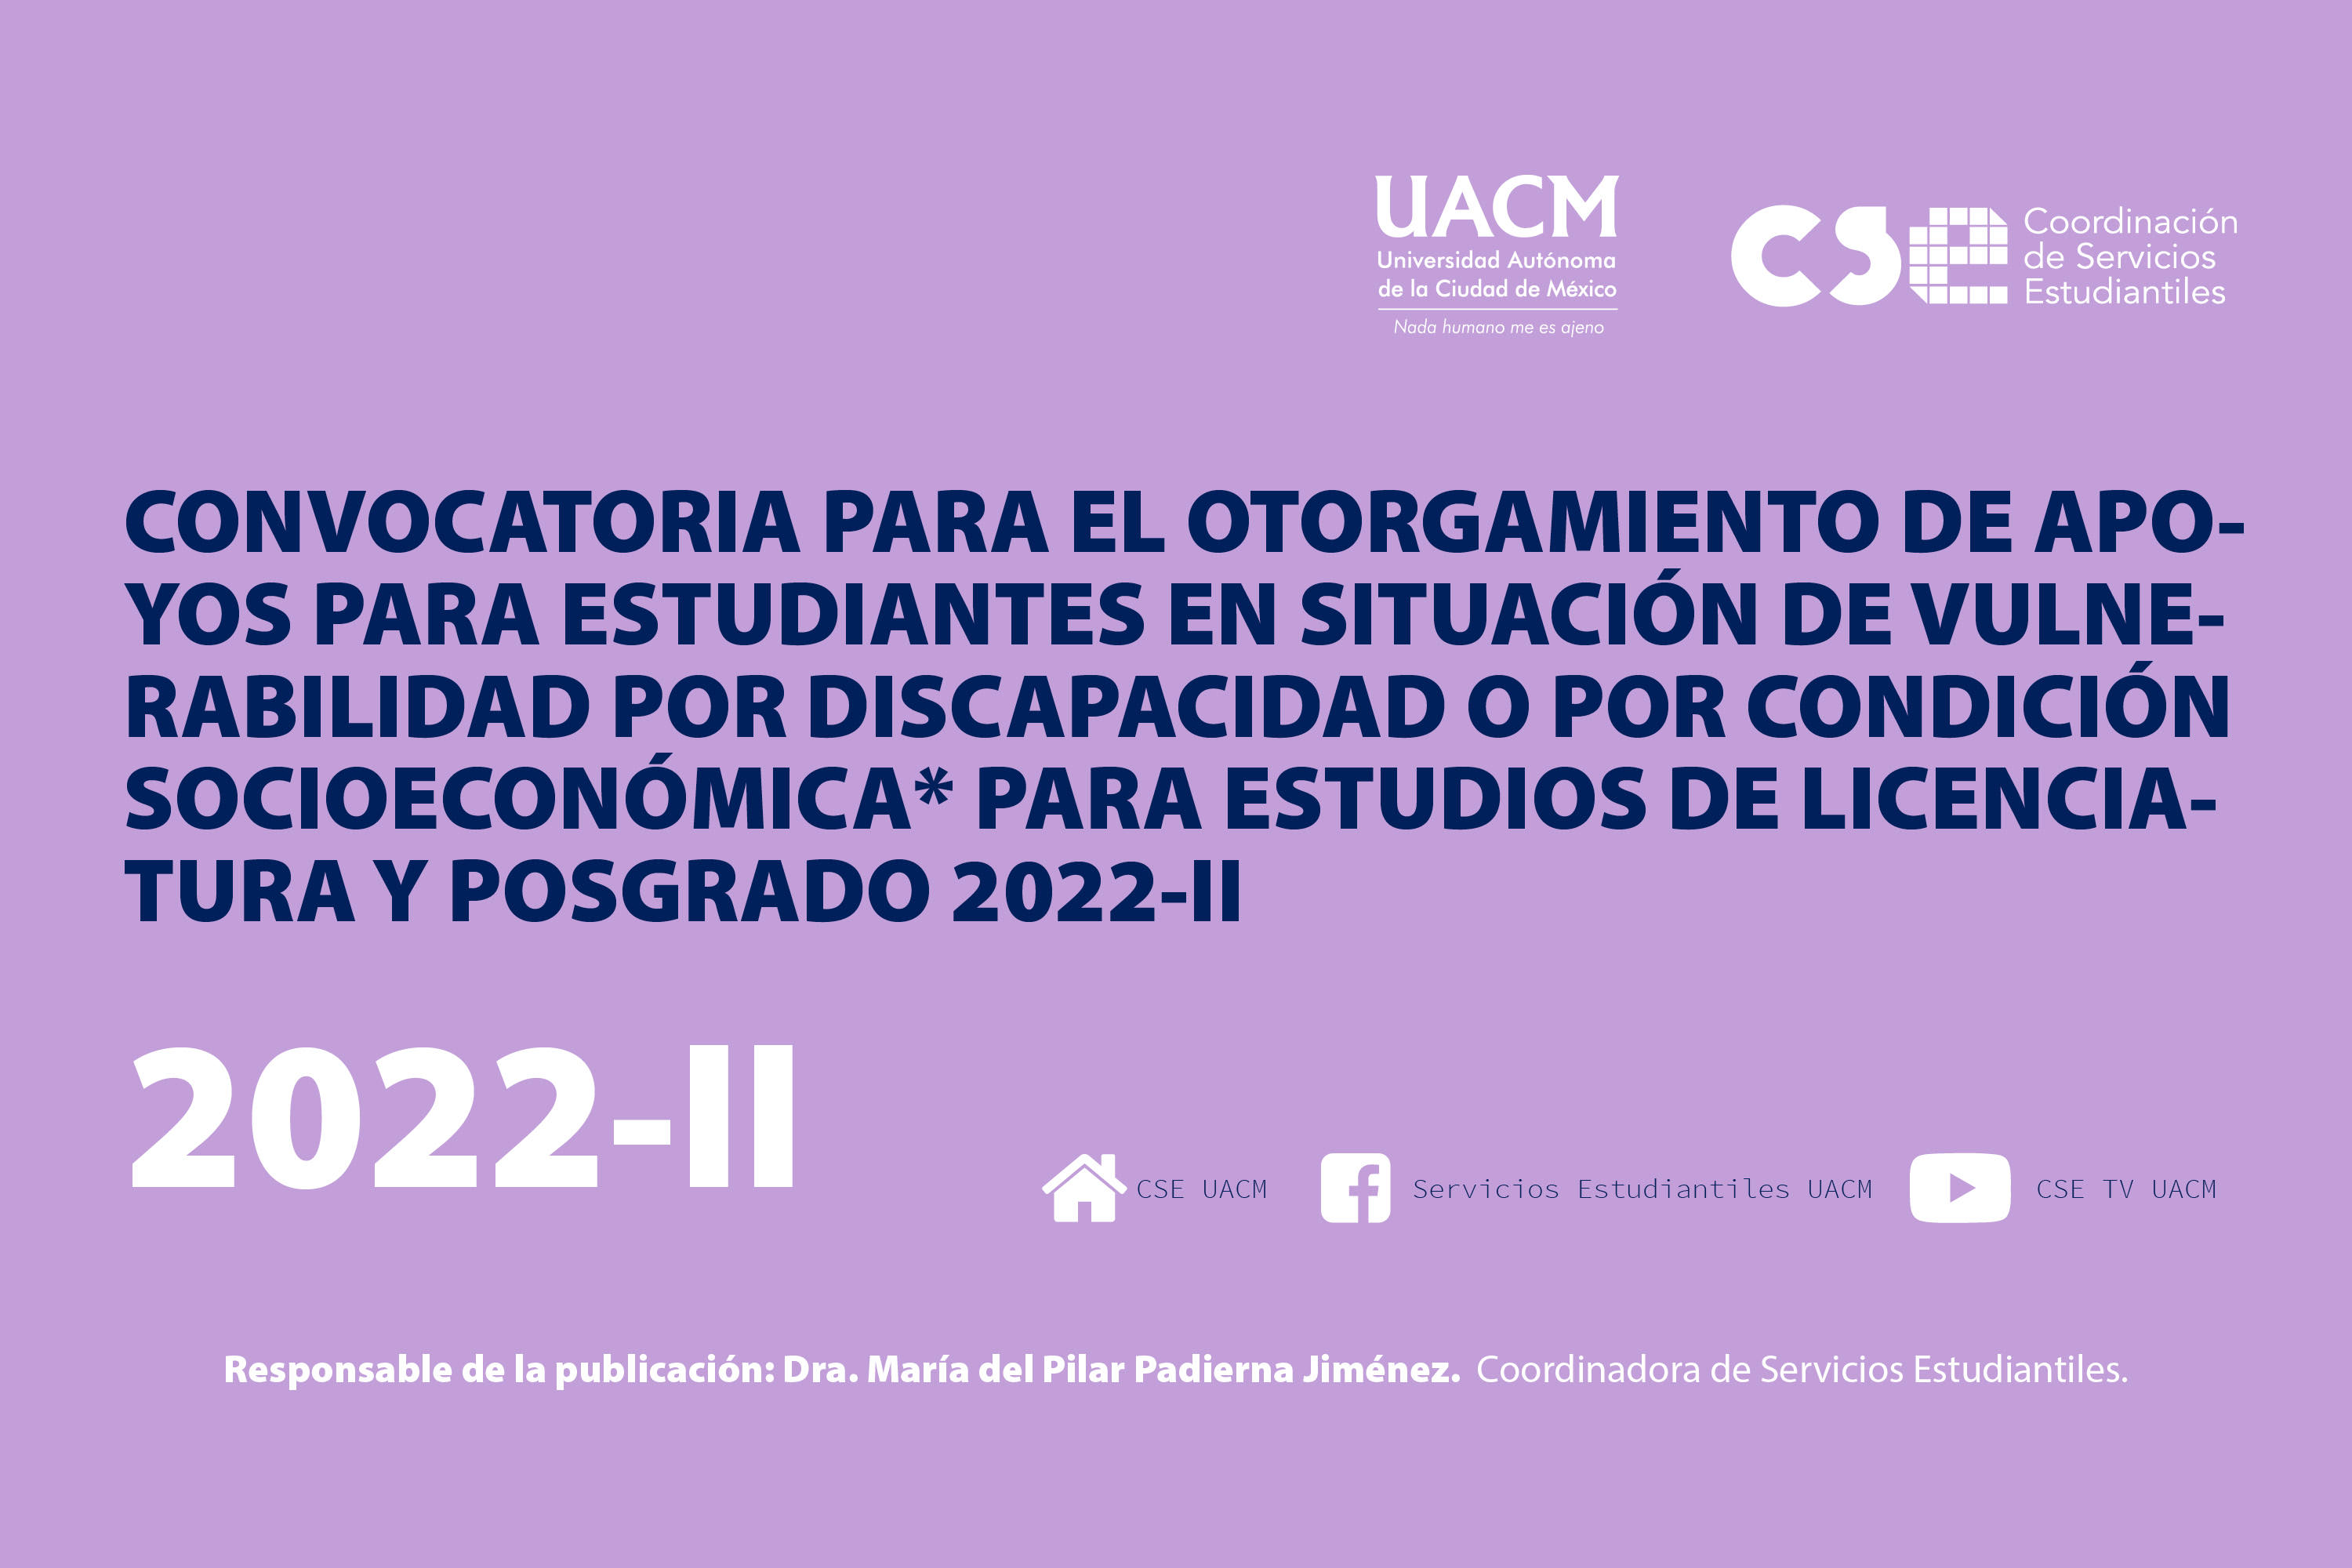 UACM
Universidad Autónoma
de la Ciudad de México
Nada humano me es ajeno
cse
Coordinación
de Servicios
Estudiantiles
CONVOCATORIA PARA EL OTORGAMIENTO DE APO-
YOS PARA ESTUDIANTES EN SITUACIÓN DE VULNE-
RABILIDAD POR DISCAPACIDAD O POR CONDICIÓN
SOCIOECONÓMICA* PARA ESTUDIOS DE LICENCIA-
TURA Y POSGRADO 2022-II
2022-II
CSE UACM
Servicios Estudiantiles UACM
CSE TV UACM
Responsable de la publicación: Dra. María del Pilar Padierna Jiménez. Coordinadora de Servicios Estudiantiles.